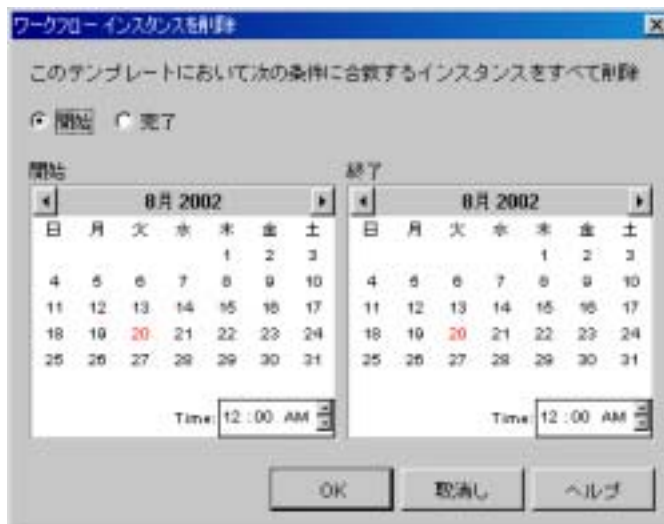 ワークフロー インスタンスを削除
このテンプレートにおいて次の条件に合致するインスタンスをすべて削除
開始 完了
開始
8月 2002
日 月 火 水 木 金 土
1 2 3
4 5 6 7 8 9 10
11 12 13 14 15 16 17
18 19 20 21 22 23 24
25 26 27 28 29 30 31
Time: 12 :00 AM
終了
8月 2002
日 月 火 水 木 金 土
1 2 3
4 5 6 7 8 9 10
11 12 13 14 15 16 17
18 19 20 21 22 23 24
25 26 27 28 29 30 31
Time: 12 :00 AM
OK 取消し ヘルプ